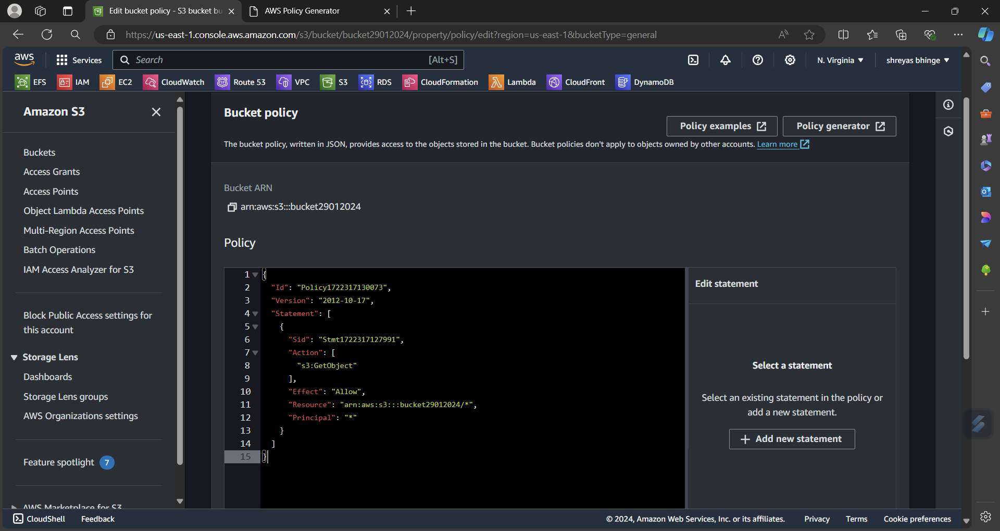 Edit bucket policy - S3 bucket bu
AWS Policy Generator
https://us-east-1.console.aws.amazon.com/s3/bucket/bucket29012024/property/policy/edit?region=us-east-1&bucketType=general
aws
Services
Search
[Alt+S]
N. Virginia
shreyas bhinge
EFS
IAM
EC2
CloudWatch
Route 53
VPC
S3
RDS
CloudFormation
Lambda
CloudFront
DynamoDB
Amazon S3
Buckets
Access Grants
Access Points
Object Lambda Access Points
Multi-Region Access Points
Batch Operations
IAM Access Analyzer for S3
Block Public Access settings for
this account
Storage Lens
Dashboards
Storage Lens groups
AWS Organizations settings
Feature spotlight 7
AWS Marketplace for S3
Bucket policy
Policy examples
Policy generator
The bucket policy, written in JSON, provides access to the objects stored in the bucket. Bucket policies don't apply to objects owned by other accounts. Learn more
Bucket ARN
arn:aws:s3:::bucket29012024
Policy
1 {
2 "Id": "Policy1722317130073",
3 "Version": "2012-10-17",
4 "Statement": [
5 {
6 "Sid": "Stmt1722317127991",
7 "Action": [
8 "s3:GetObject"
9 ],
10 "Effect": "Allow",
11 "Resource": "arn:aws:s3:::bucket29012024/*",
12 "Principal": "*"
13 }
14 ]
15 }
Edit statement
Select a statement
Select an existing statement in the policy or
add a new statement.
Add new statement
CloudShell
Feedback
© 2024, Amazon Web Services, Inc. or its affiliates.
Privacy
Terms
Cookie preferences